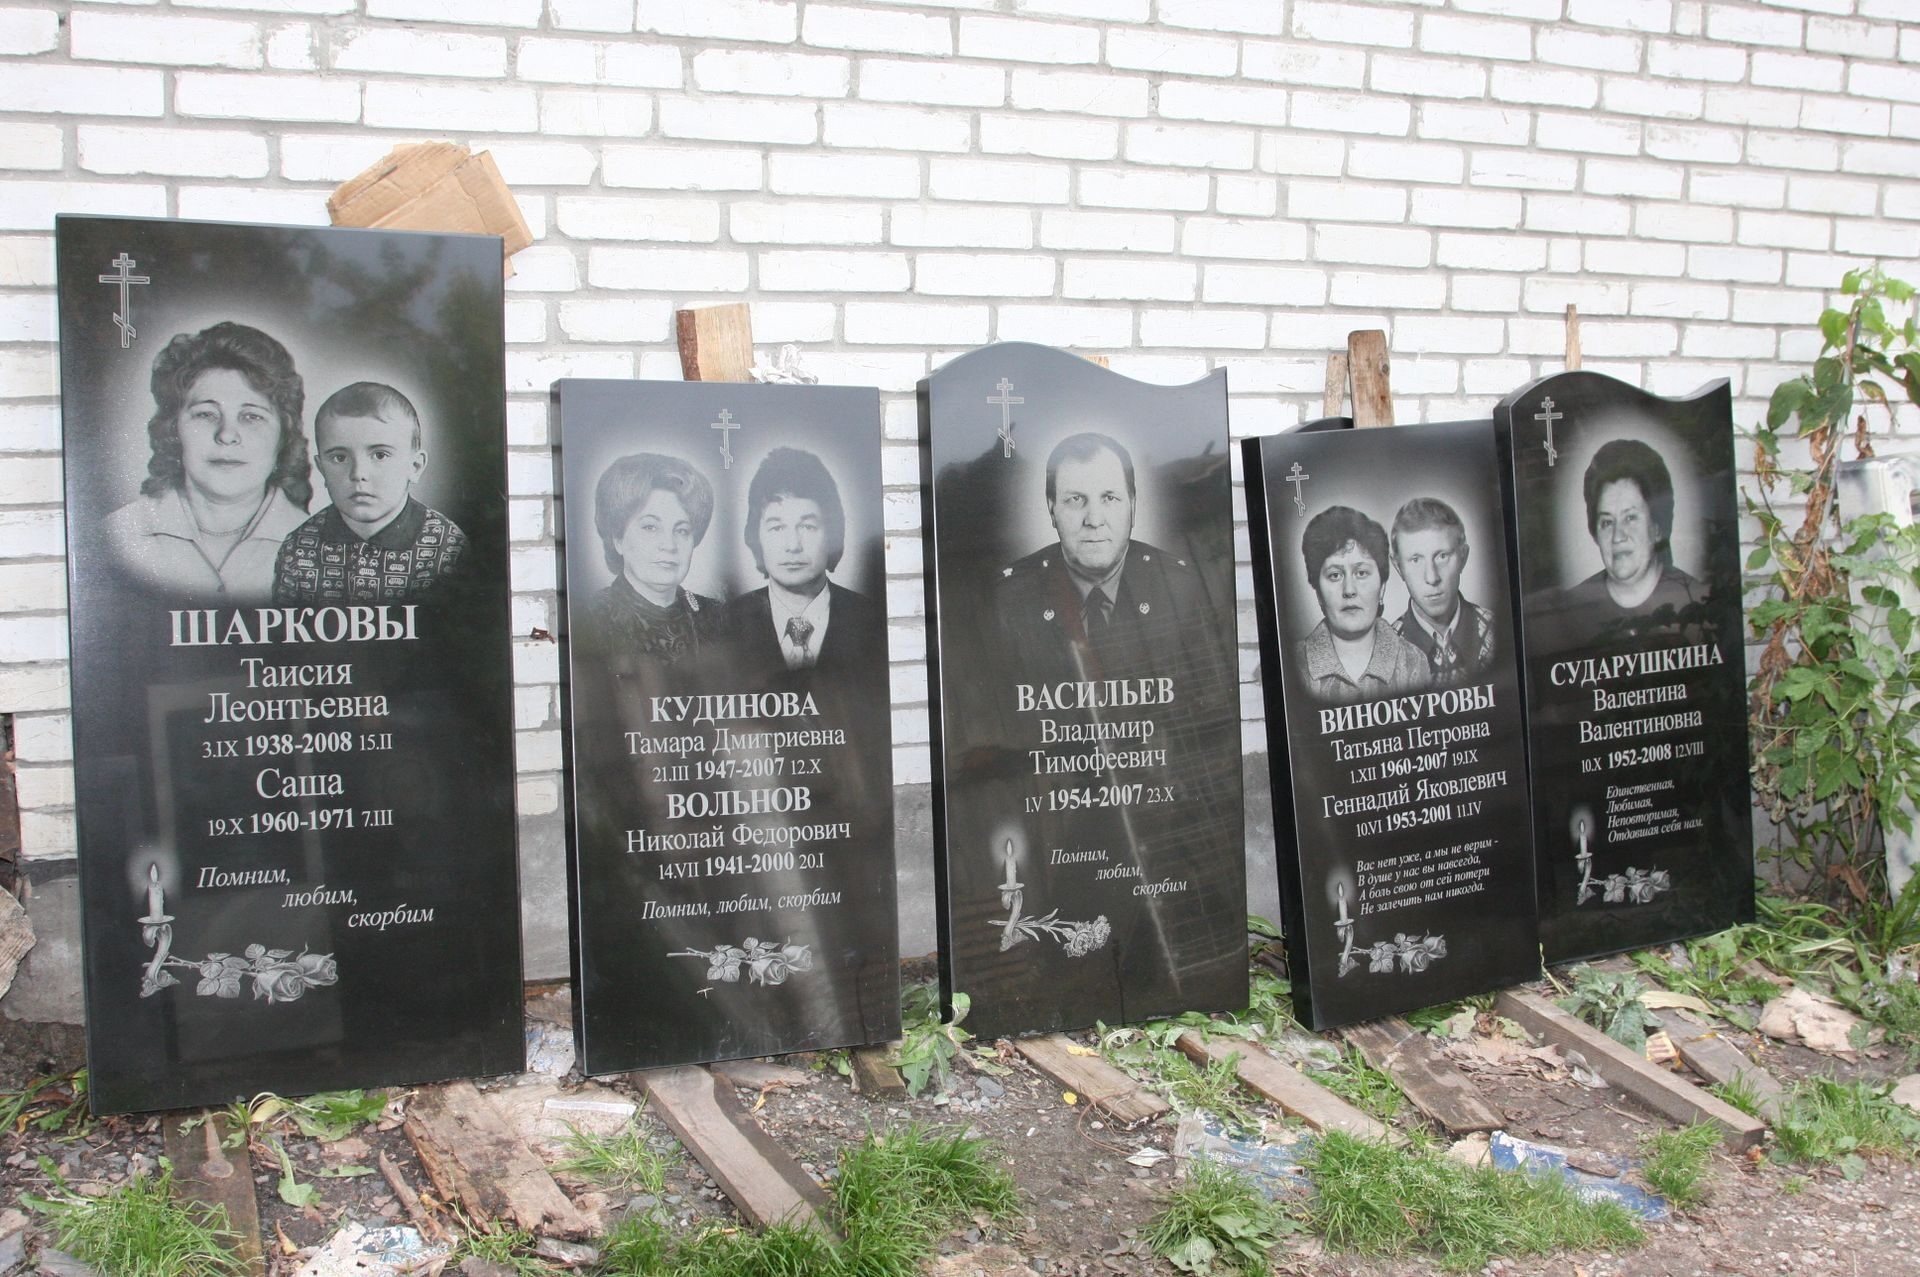 ШАРКОВЫ
Таисия
Леонтьевна
3.IX 1938-2008 15.II
Саша
19.X 1960-1971 7.III
Помним,
любим,
скорбим
КУДИНОВА
Тамара Дмитриевна
21.III 1947-2007 12.X
ВОЛЬНОВ
Николай Федорович
14.VII 1941-2000 20.I
Помним, любим, скорбим
ВАСИЛЬЕВ
Владимир
Тимофеевич
1.V 1954-2007 23.X
Помним,
любим,
скорбим
ВИНОКУРОВЫ
Татьяна Петровна
1.XII 1960-2007 19.IX
Геннадий Яковлевич
10.VI 1953-2001 11.IV
Вас нет уже, а мы не верим -
В душе у нас вы навсегда,
А боль свою от сей потери
Не залечить нам никогда.
СУДАРУШКИНА
Валентина
Валентиновна
10.X 1952-2008 12.VIII
Единственная,
Любимая,
Неповторимая,
Отдавшая себя нам.